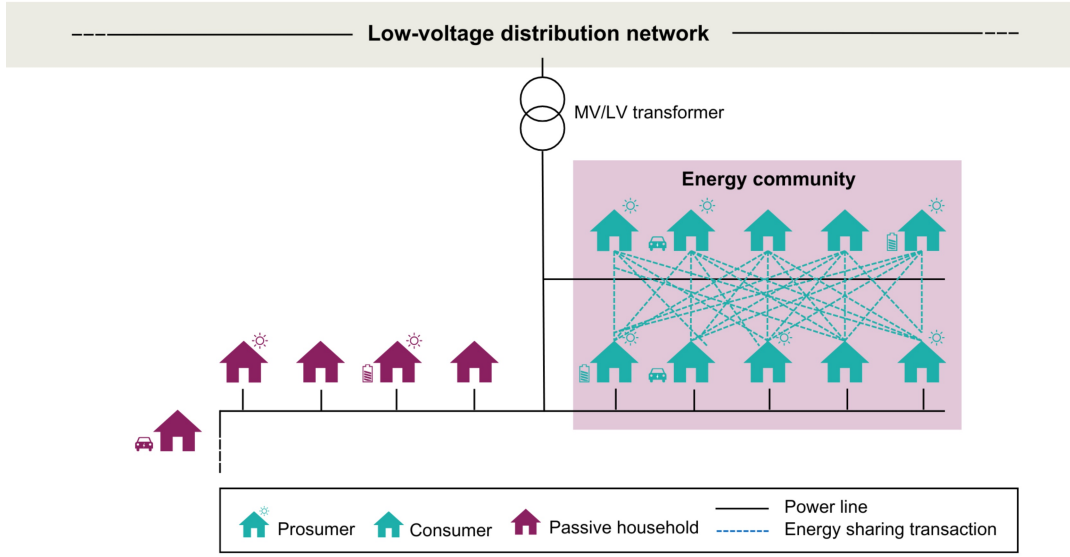 Low-voltage distribution network
MV/LV transformer
Energy community
Prosumer
Consumer
Passive household
Power line
Energy sharing transaction